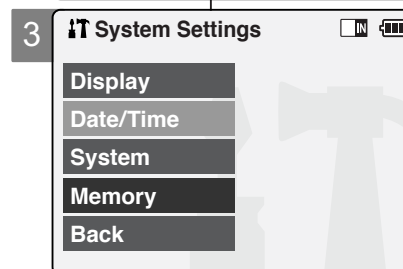 3
System Settings IN
Display
Date/Time
System
Memory
Back